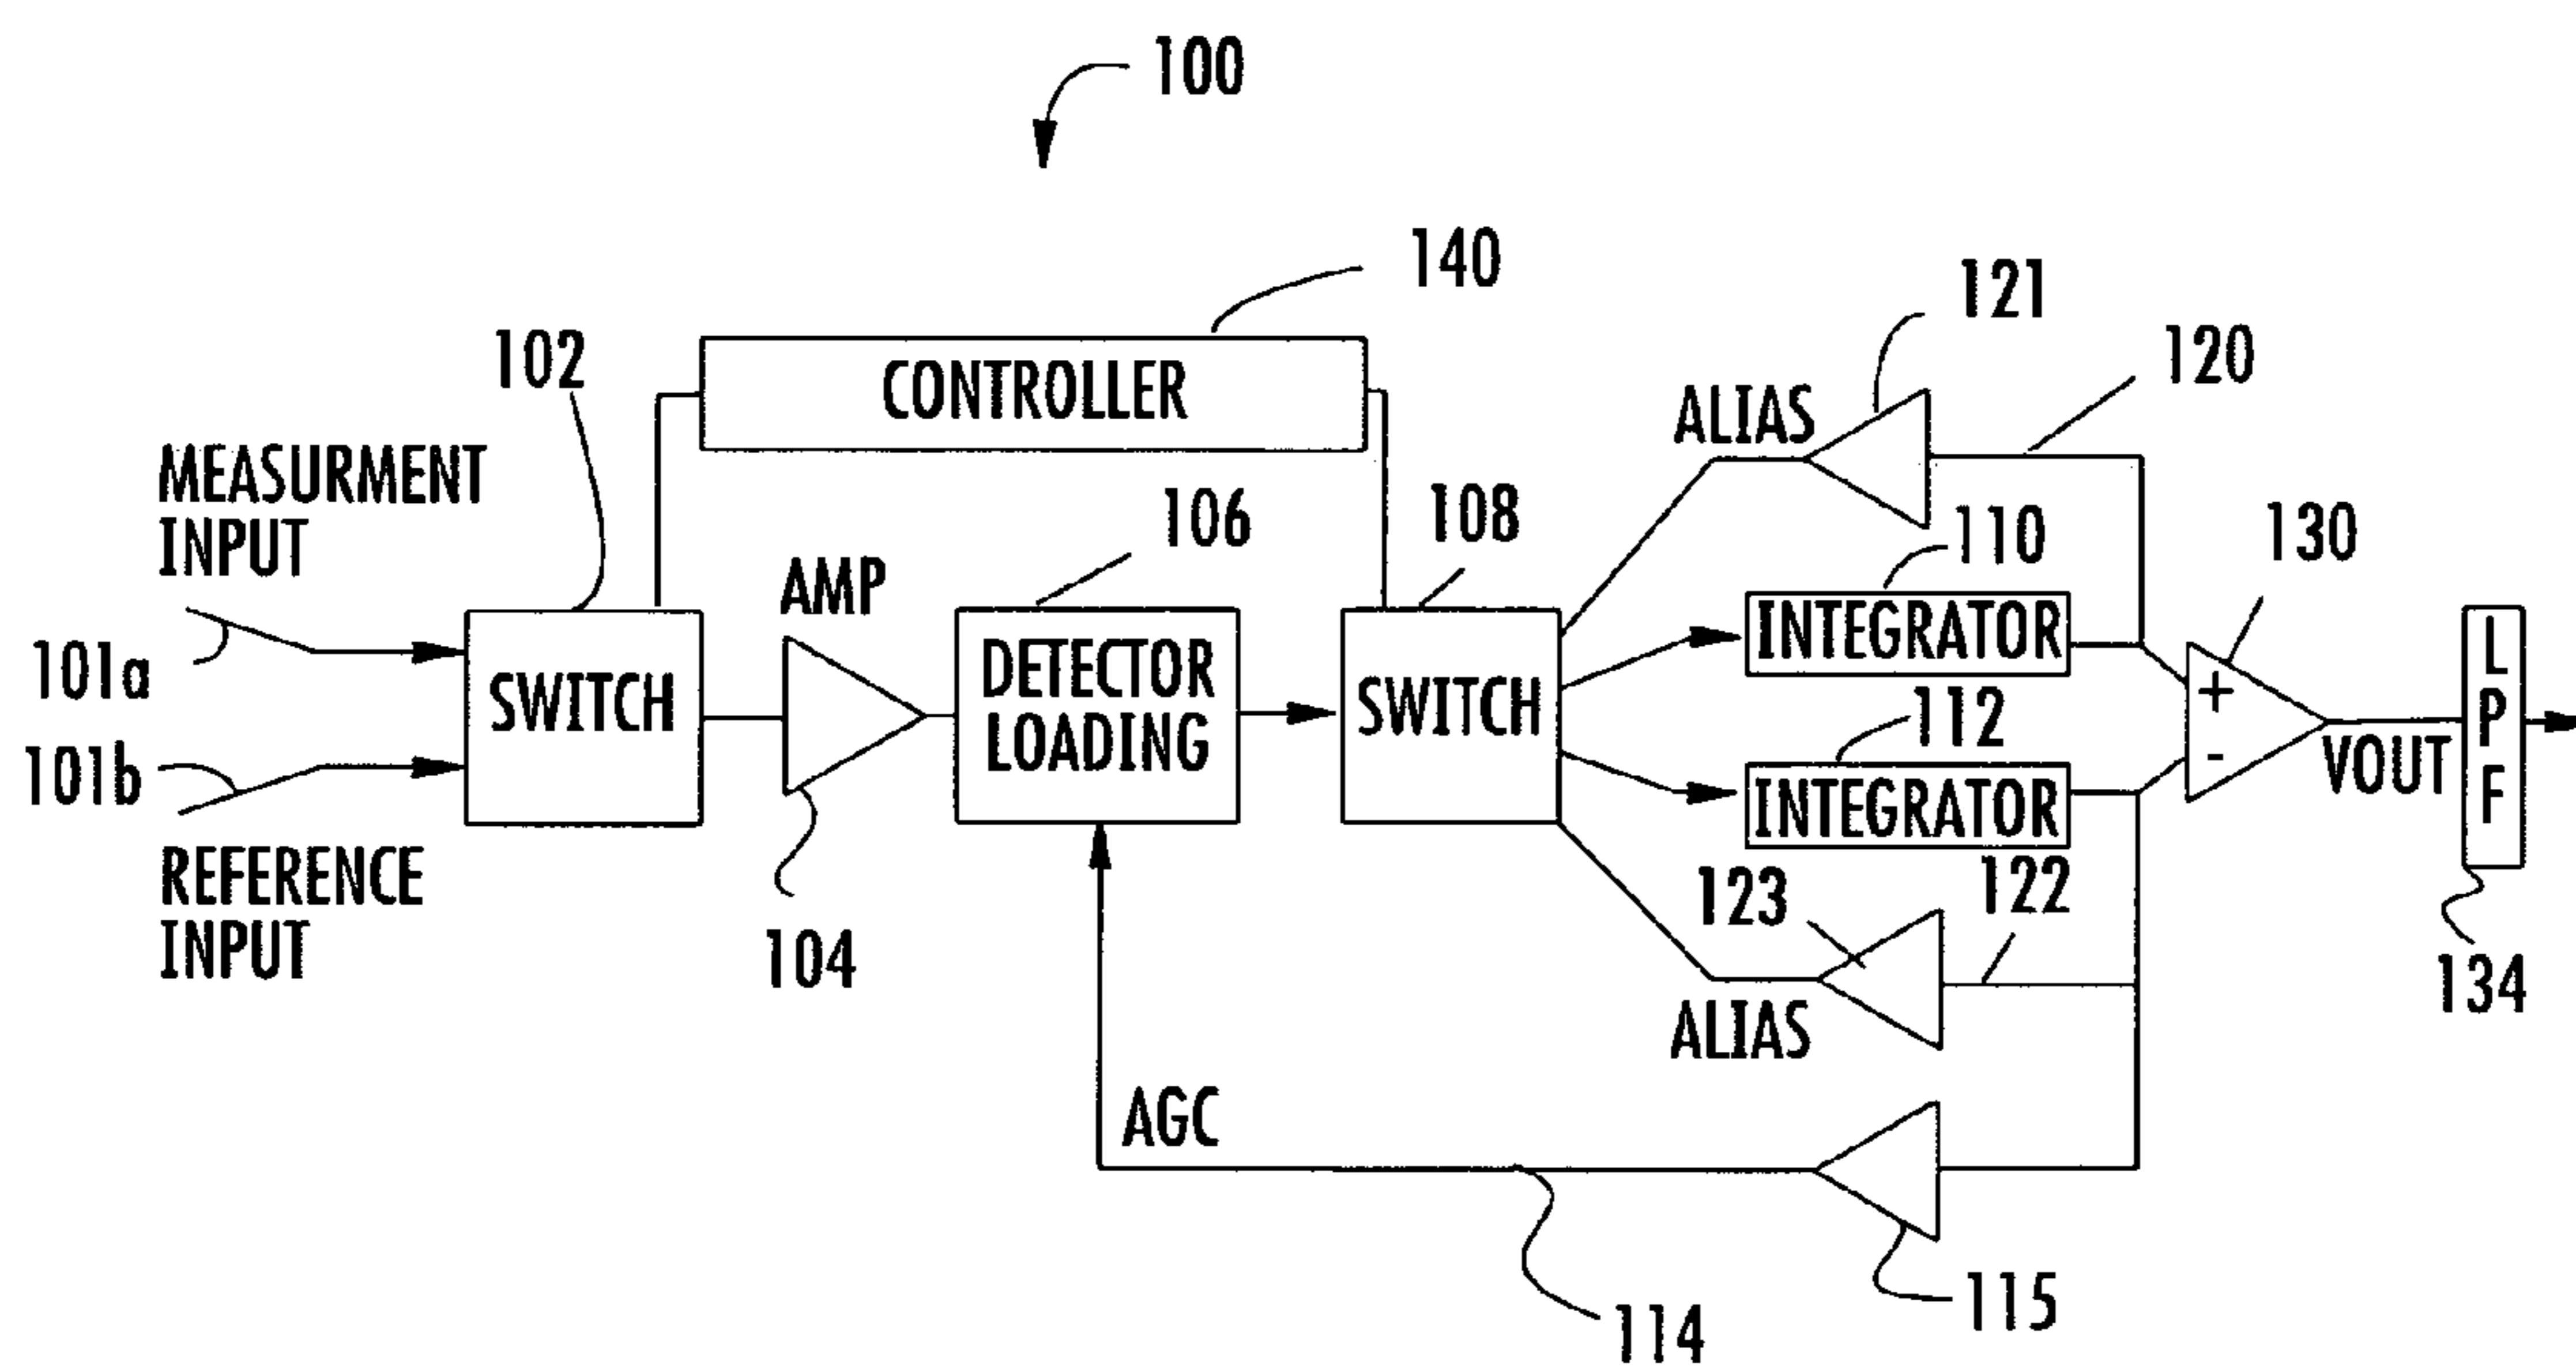 100
140
121
102
120
CONTROLLER
ALIAS
MEASURMENT
INPUT
106
108
110
130
AMP
101a
SWITCH
DETECTOR
LOADING
SWITCH
INTEGRATOR
+
-
VOUT
L
P
F
112
INTEGRATOR
101b
REFERENCE
INPUT
104
123
122
ALIAS
134
AGC
115
114